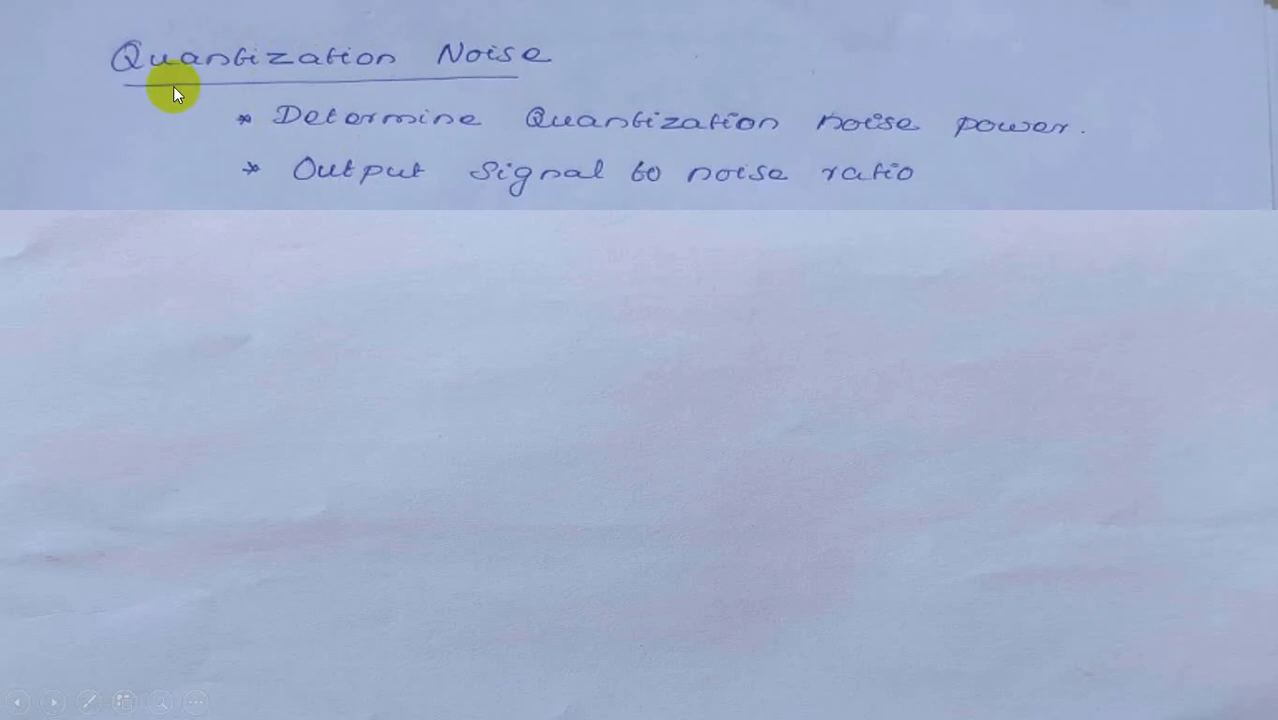 Quantization Noise
* Determine Quantization noise power.
* Output signal to noise ratio